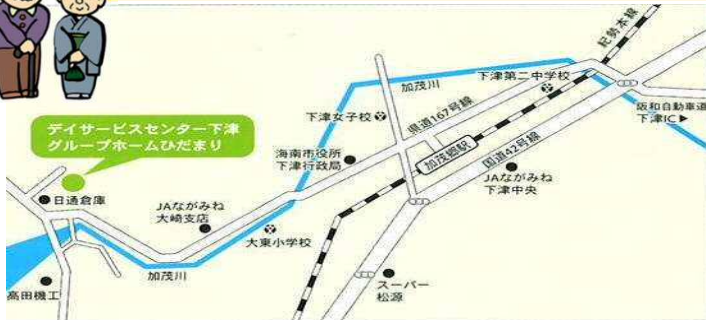 紀勢本線
加茂川
下津第二中学校
阪和自動車道
下津IC▶
下津女子校
県道167号線
デイサービスセンター下津
グループホームひだまり
海南市役所
下津行政局
加茂郷駅
国道42号線
JAながみね
下津中央
日通倉庫
JAながみね
大崎支店
大東小学校
加茂川
高田機工
スーパー
松源